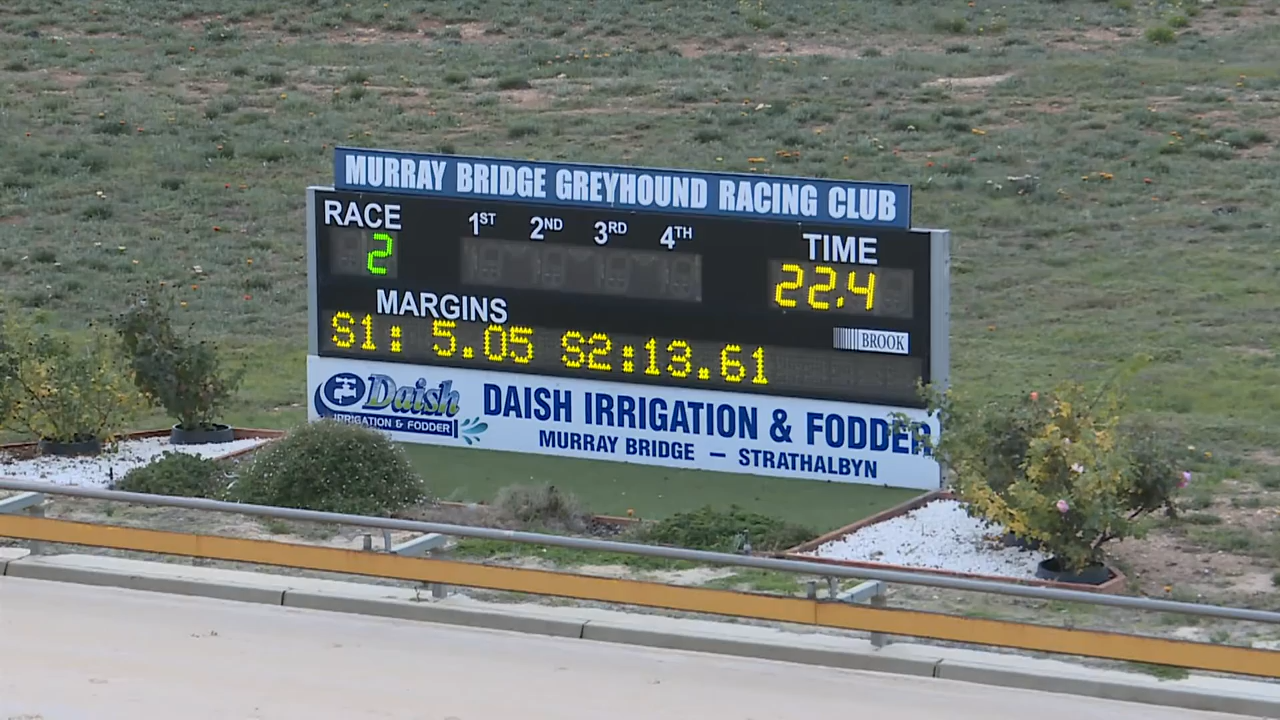 MURRAY BRIDGE GREYHOUND RACING CLUB
RACE 1ST 2ND 3RD 4TH TIME
2 22.4
MARGINS
BROOK
S1: 5.05 S2:13.61
Daish
IRRIGATION & FODDER
DAISH IRRIGATION & FODDER
MURRAY BRIDGE – STRATHALBYN